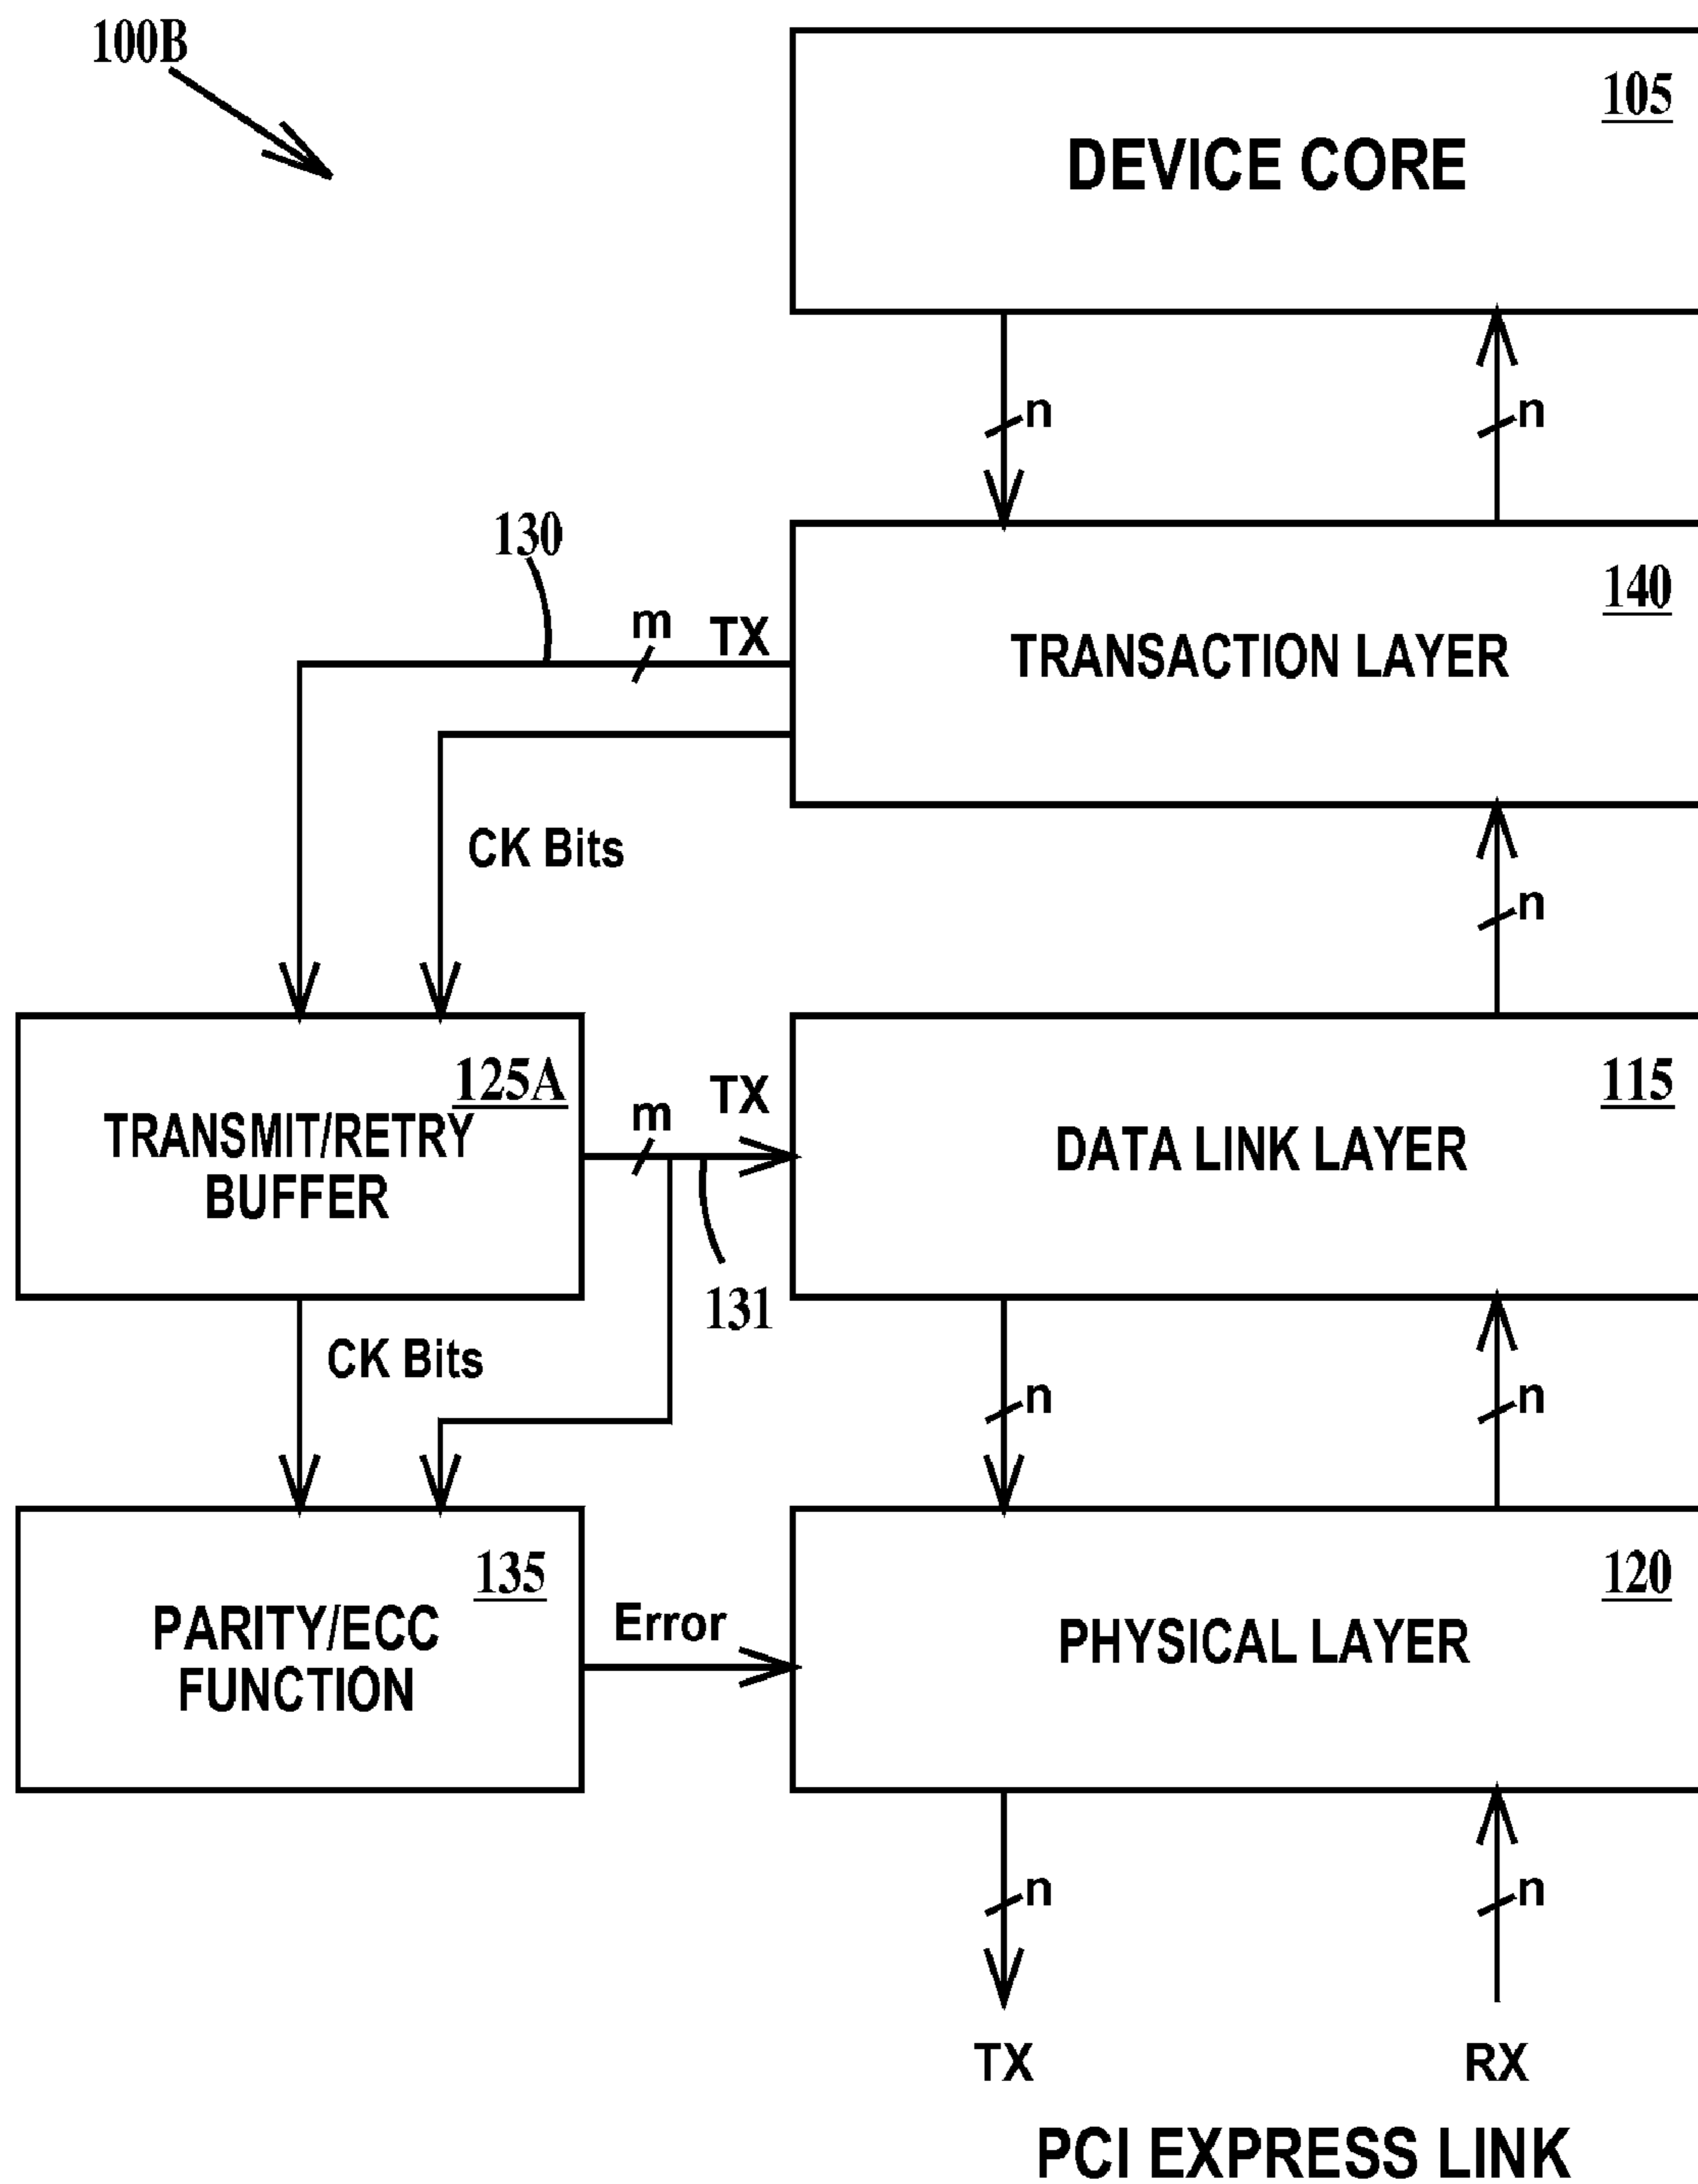 100B
105
DEVICE CORE
n
n
130
m
TX
140
TRANSACTION LAYER
CK Bits
n
125A
TRANSMIT/RETRY
BUFFER
m
TX
115
DATA LINK LAYER
131
CK Bits
n
n
135
PARITY/ECC
FUNCTION
Error
120
PHYSICAL LAYER
n
n
TX
RX
PCI EXPRESS LINK